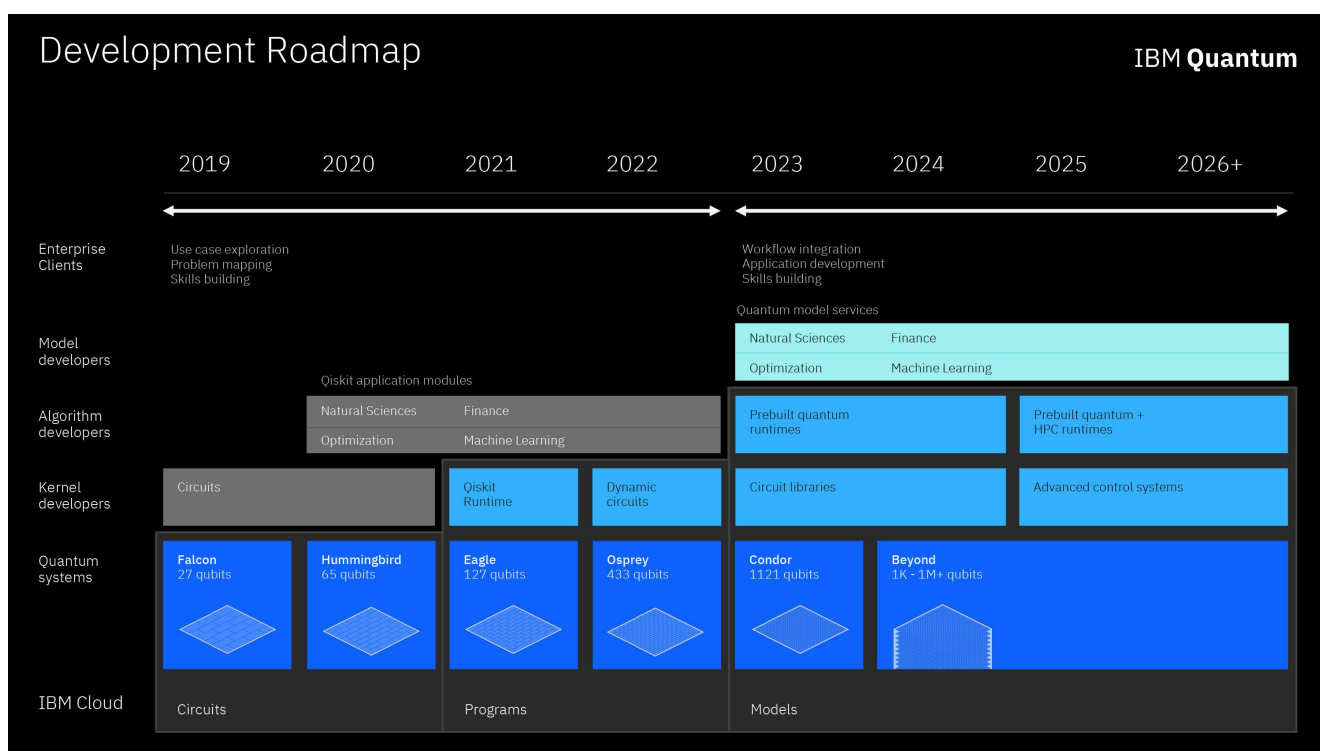 Development Roadmap
IBM Quantum
2019
2020
2021
2022
2023
2024
2025
2026+
Enterprise
Clients
Use case exploration
Problem mapping
Skills building
Workflow integration
Application development
Skills building
Model
developers
Quantum model services
Natural Sciences
Finance
Optimization
Machine Learning
Algorithm
developers
Qiskit application modules
Natural Sciences
Finance
Optimization
Machine Learning
Prebuilt quantum
runtimes
Prebuilt quantum +
HPC runtimes
Kernel
developers
Circuits
Qiskit
Runtime
Dynamic
circuits
Circuit libraries
Advanced control systems
Quantum
systems
Falcon
27 qubits
Hummingbird
65 qubits
Eagle
127 qubits
Osprey
433 qubits
Condor
1121 qubits
Beyond
1K - 1M+ qubits
IBM Cloud
Circuits
Programs
Models